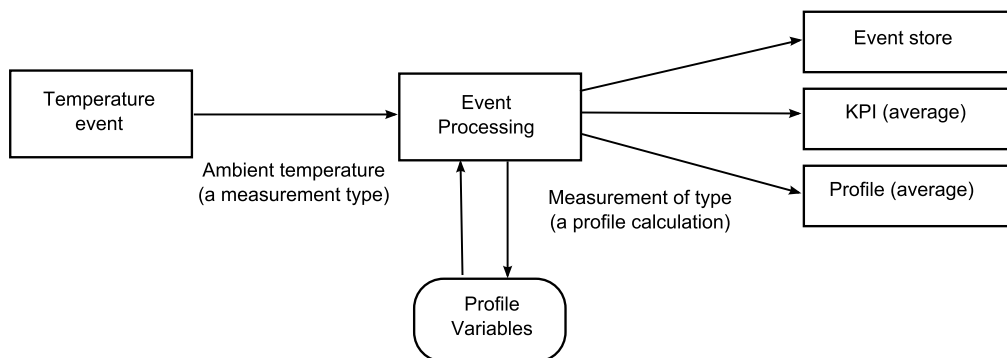 Temperature
event
Ambient temperature
(a measurement type)
Event
Processing
Profile
Variables
Measurement of type
(a profile calculation)
Event store
KPI (average)
Profile (average)